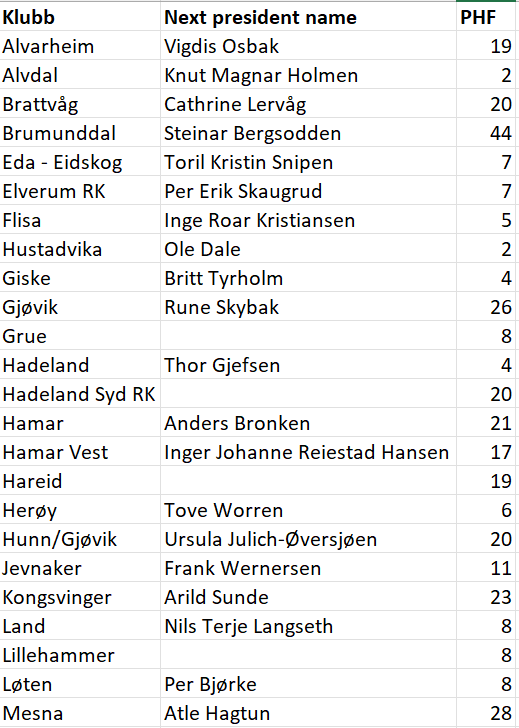 Klubb Next president name PHF
Alvarheim Vigdis Osbak 19
Alvdal Knut Magnar Holmen 2
Brattvåg Cathrine Lervåg 20
Brumunddal Steinar Bergsodden 44
Eda - Eidskog Toril Kristin Snipen 7
Elverum RK Per Erik Skaugrud 7
Flisa Inge Roar Kristiansen 5
Hustadvika Ole Dale 2
Giske Britt Tyrholm 4
Gjøvik Rune Skybak 26
Grue 8
Hadeland Thor Gjefsen 4
Hadeland Syd RK 20
Hamar Anders Bronken 21
Hamar Vest Inger Johanne Reiestad Hansen 17
Hareid 19
Herøy Tove Worren 6
Hunn/Gjøvik Ursula Julich-Øversjøen 20
Jevnaker Frank Wernersen 11
Kongsvinger Arild Sunde 23
Land Nils Terje Langseth 8
Lillehammer 8
Løten Per Bjørke 8
Mesna Atle Hagtun 28